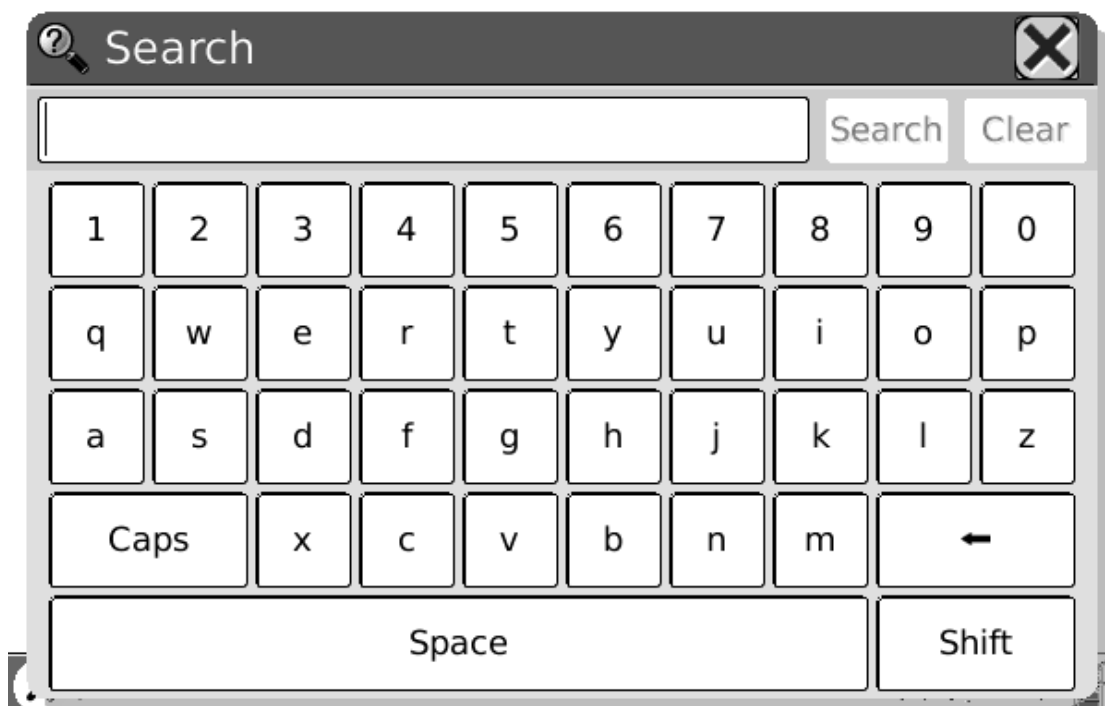 Search
Search Clear
1 2 3 4 5 6 7 8 9 0
q w e r t y u i o p
a s d f g h j k l z
Caps x c v b n m ←
Space Shift